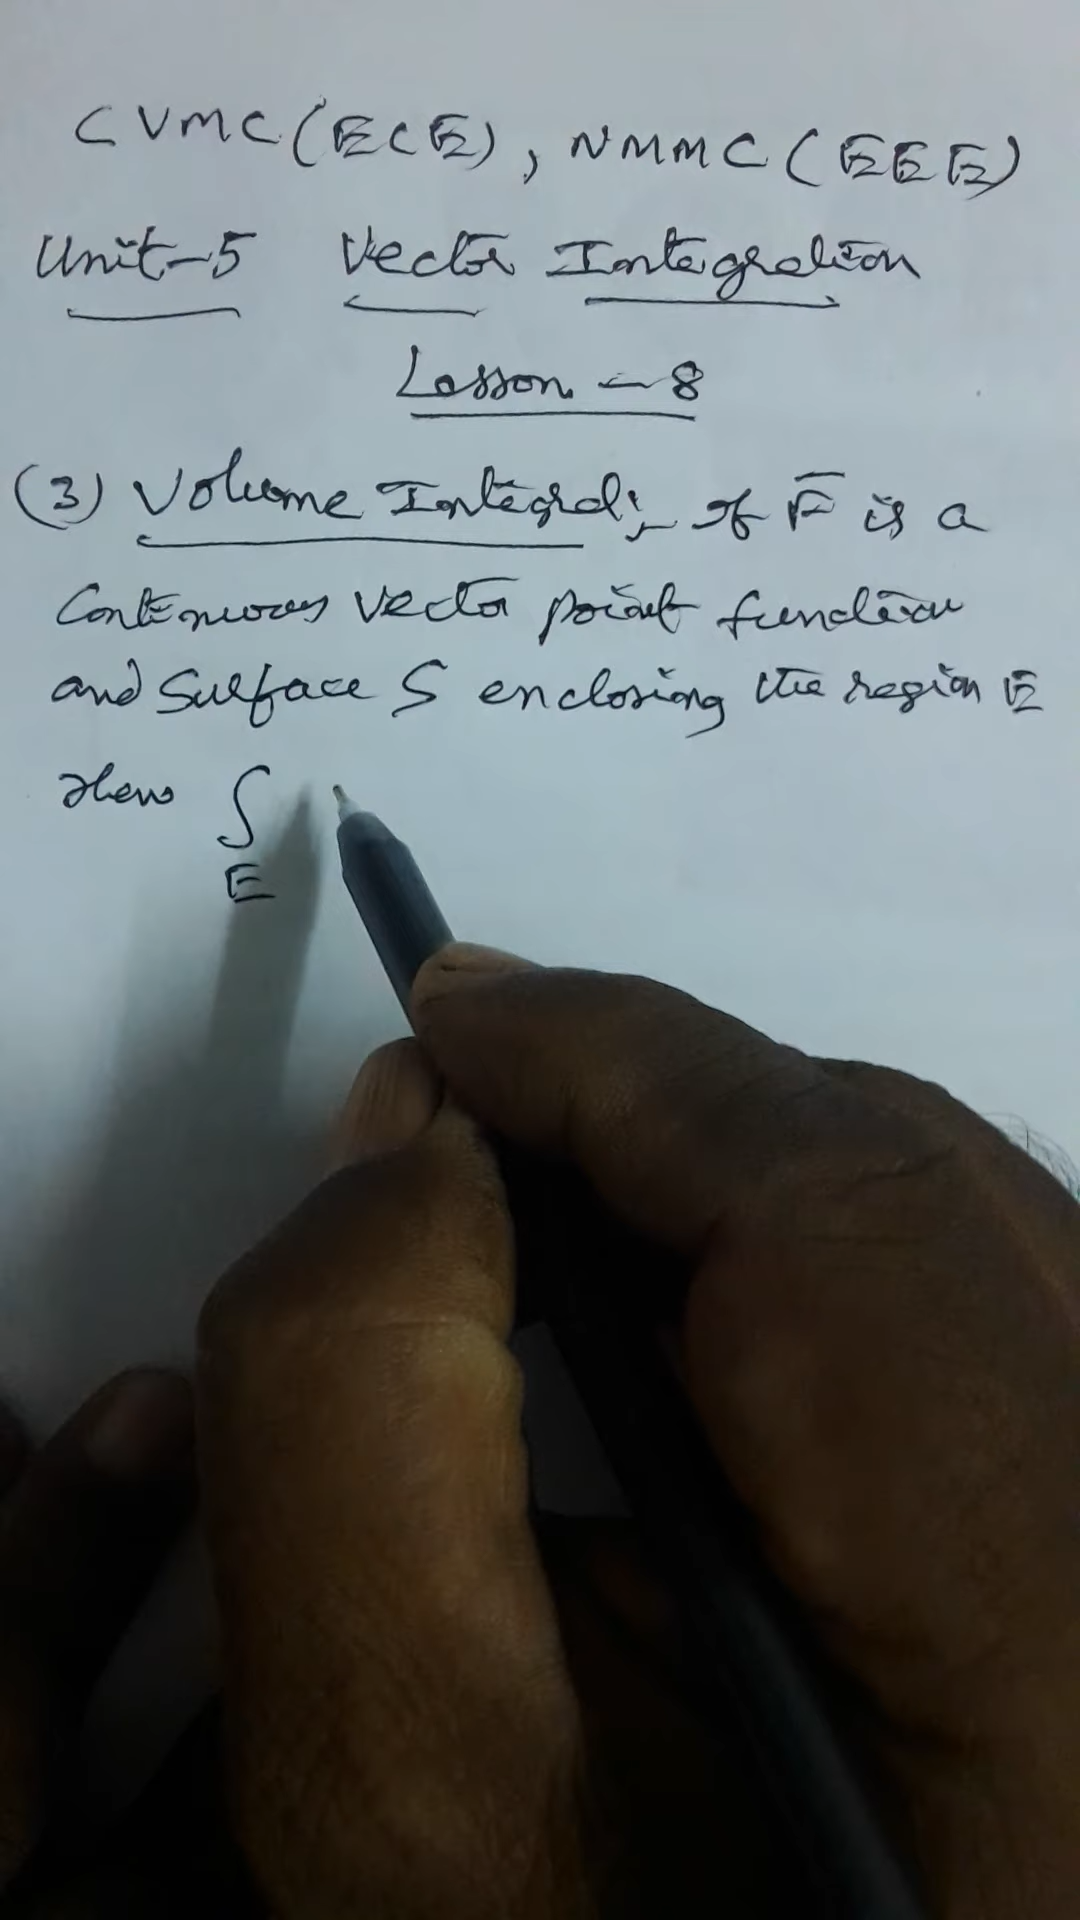 CVMC (ECE), NMMC (EEE)
Unit-5 Vector Integration
Lesson - 8
(3) Volume Integral :- If F̅ is a
Continuous vector point function
and Surface S enclosing the region E
then ∫
E